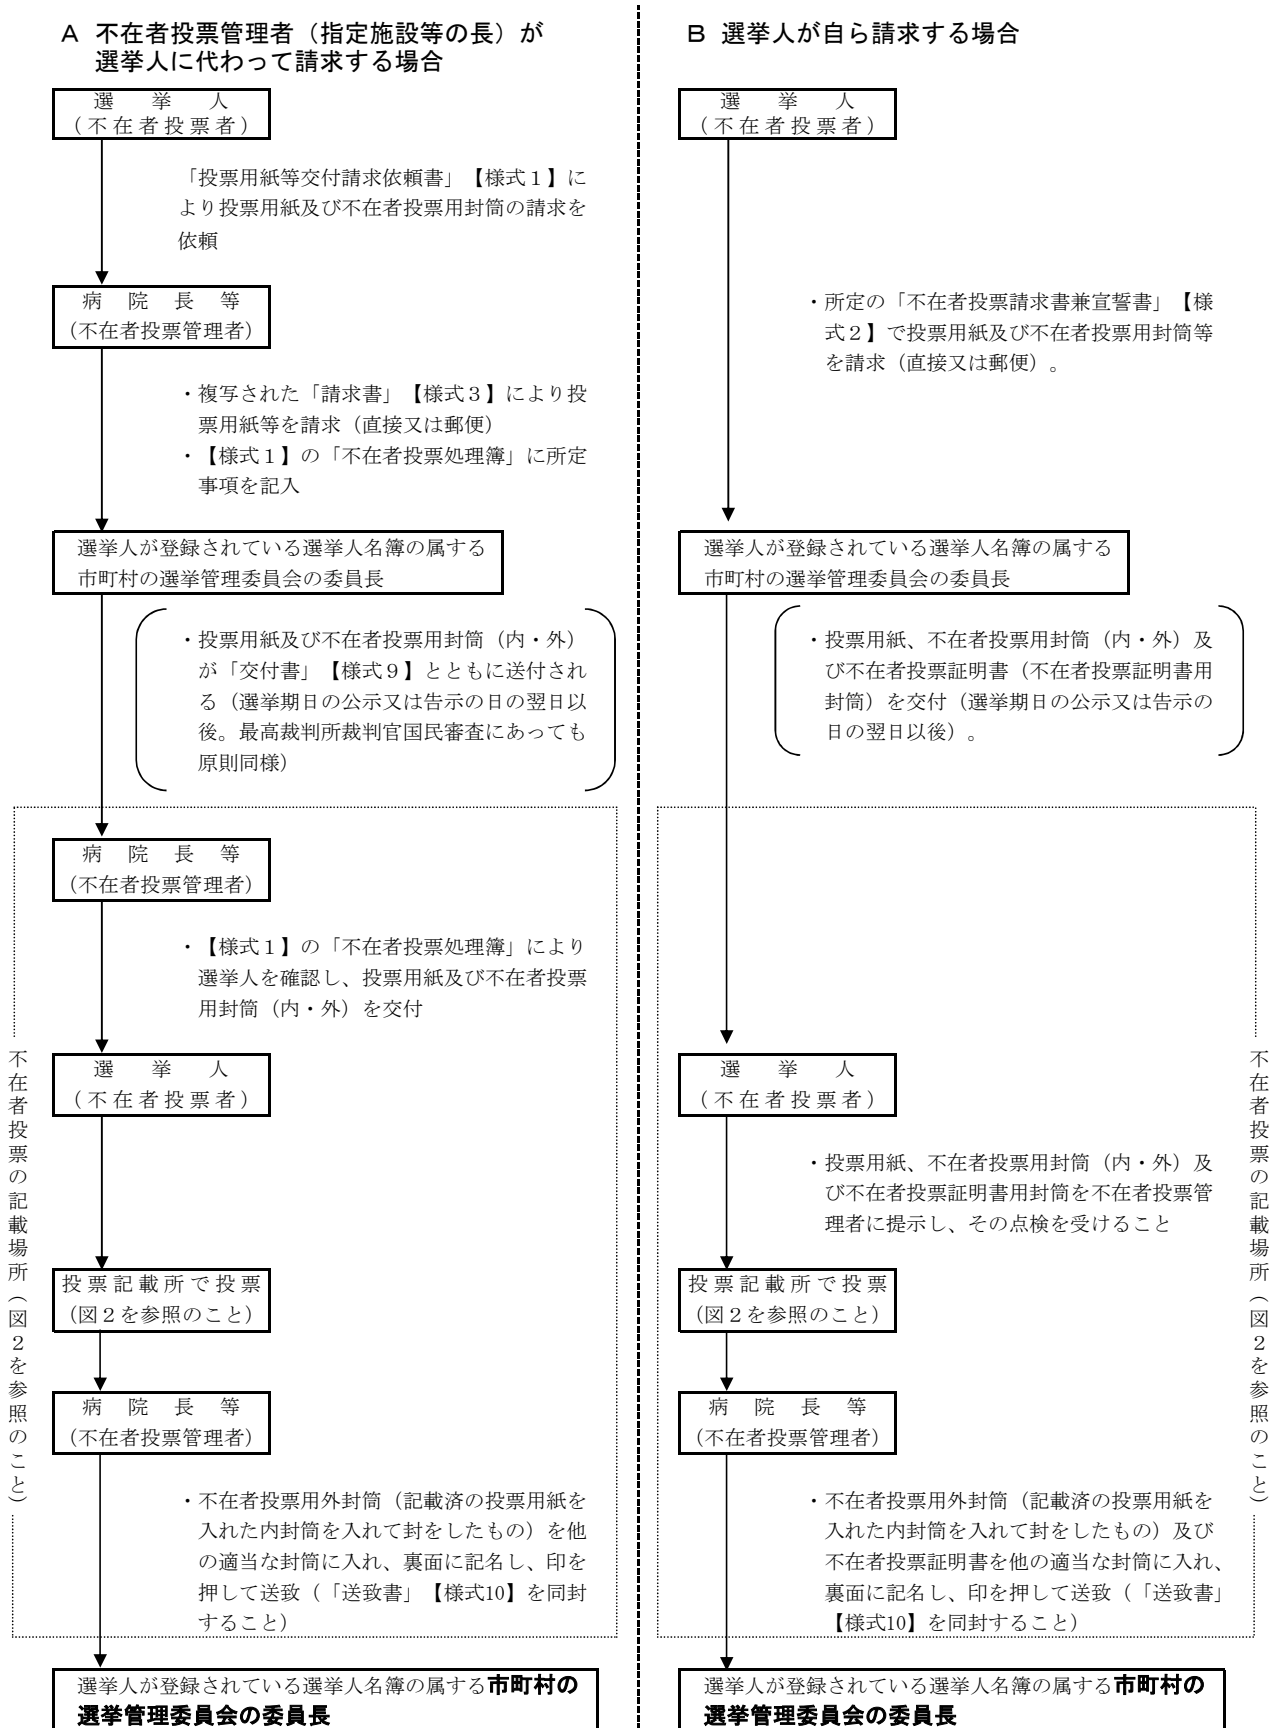 A 不在者投票管理者（指定施設等の長）が
選挙人に代わって請求する場合
選挙人
（不在者投票者）
「投票用紙等交付請求依頼書」【様式１】に
より投票用紙及び不在者投票用封筒の請求を
依頼
病院長等
（不在者投票管理者）
・複写された「請求書」【様式３】により投
票用紙等を請求（直接又は郵便）
・【様式１】の「不在者投票処理簿」に所定
事項を記入
選挙人が登録されている選挙人名簿の属する
市町村の選挙管理委員会の委員長
・投票用紙及び不在者投票用封筒（内・外）
が「交付書」【様式９】とともに送付され
る（選挙期日の公示又は告示の日の翌日以
後。最高裁判所裁判官国民審査にあっても
原則同様）
病院長等
（不在者投票管理者）
・【様式１】の「不在者投票処理簿」により
選挙人を確認し、投票用紙及び不在者投票
用封筒（内・外）を交付
選挙人
（不在者投票者）
投票記載所で投票
（図２を参照のこと）
病院長等
（不在者投票管理者）
・不在者投票用外封筒（記載済の投票用紙を
入れた内封筒を入れて封をしたもの）を他
の適当な封筒に入れ、裏面に記名し、印を
押して送致（「送致書」【様式10】を同封
すること）
選挙人が登録されている選挙人名簿の属する市町村の
選挙管理委員会の委員長
不在者投票の記載場所（図２を参照のこと）
B 選挙人が自ら請求する場合
選挙人
（不在者投票者）
・所定の「不在者投票請求書兼宣誓書」【様
式２】で投票用紙及び不在者投票用封筒等
を請求（直接又は郵便）。
選挙人が登録されている選挙人名簿の属する
市町村の選挙管理委員会の委員長
・投票用紙、不在者投票用封筒（内・外）及
び不在者投票証明書（不在者投票証明書用
封筒）を交付（選挙期日の公示又は告示の
日の翌日以後）。
選挙人
（不在者投票者）
・投票用紙、不在者投票用封筒（内・外）及
び不在者投票証明書用封筒を不在者投票管
理者に提示し、その点検を受けること
投票記載所で投票
（図２を参照のこと）
病院長等
（不在者投票管理者）
・不在者投票用外封筒（記載済の投票用紙を
入れた内封筒を入れて封をしたもの）及び
不在者投票証明書を他の適当な封筒に入れ、
裏面に記名し、印を押して送致（「送致書」
【様式10】を同封すること）
選挙人が登録されている選挙人名簿の属する市町村の
選挙管理委員会の委員長
不在者投票の記載場所（図２を参照のこと）